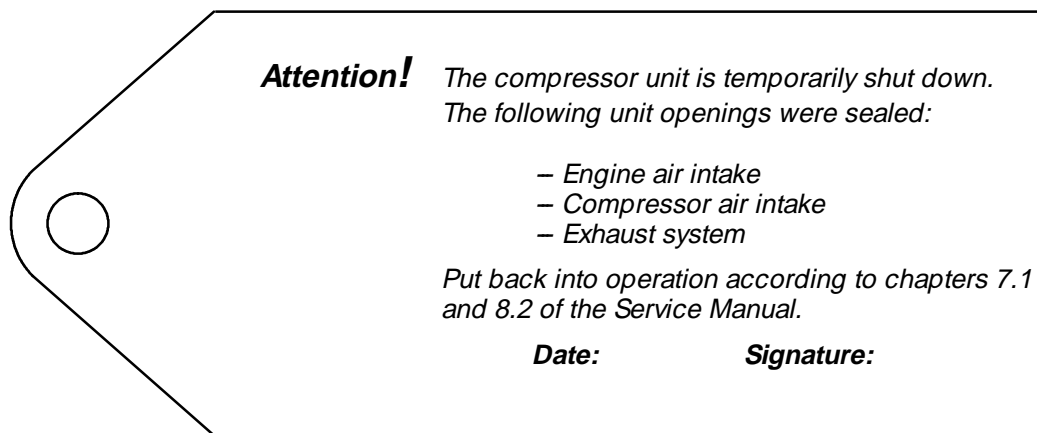 Attention! The compressor unit is temporarily shut down.
The following unit openings were sealed:
– Engine air intake
– Compressor air intake
– Exhaust system
Put back into operation according to chapters 7.1
and 8.2 of the Service Manual.
Date: Signature: